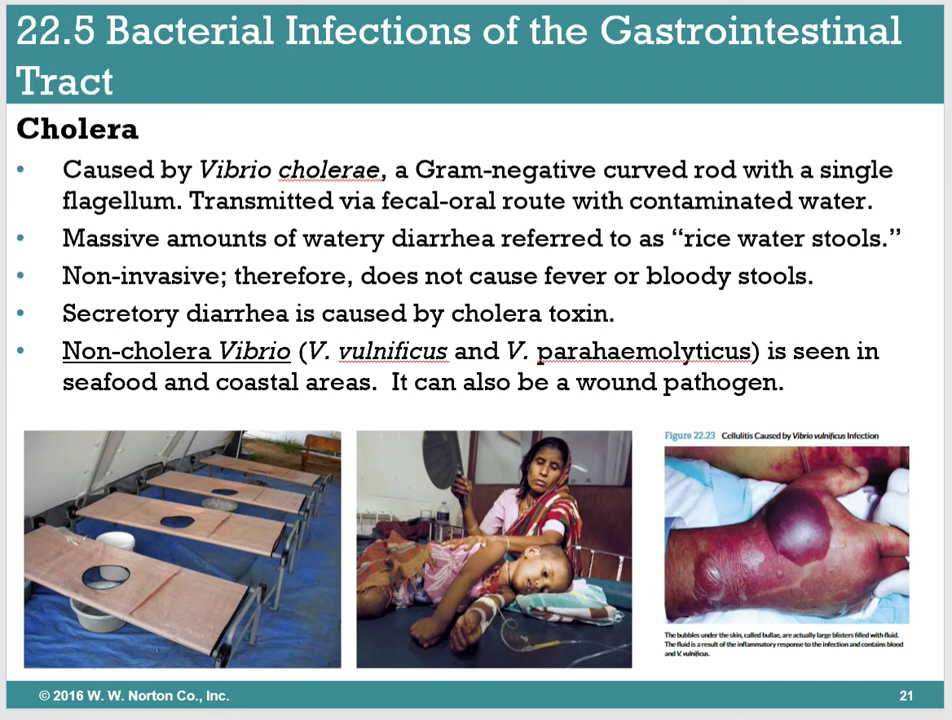 22.5 Bacterial Infections of the Gastrointestinal
Tract
Cholera
• Caused by Vibrio cholerae, a Gram-negative curved rod with a single
flagellum. Transmitted via fecal-oral route with contaminated water.
• Massive amounts of watery diarrhea referred to as “rice water stools.”
• Non-invasive; therefore, does not cause fever or bloody stools.
• Secretory diarrhea is caused by cholera toxin.
• Non-cholera Vibrio (V. vulnificus and V. parahaemolyticus) is seen in
seafood and coastal areas. It can also be a wound pathogen.
Figure 22.23 Cellulitis Caused by Vibrio vulnificus Infection
The bubbles under the skin, called bullae, are actually large blisters filled with fluid.
The fluid is a result of the inflammatory response to the infection and contains blood
and V. vulnificus.
© 2016 W. W. Norton Co., Inc.
21